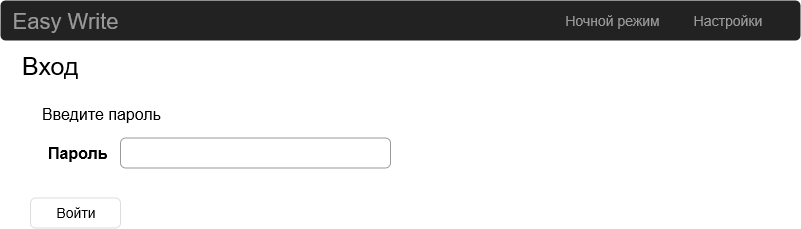 Easy Write Ночной режим Настройки
Вход
Введите пароль
Пароль
Войти